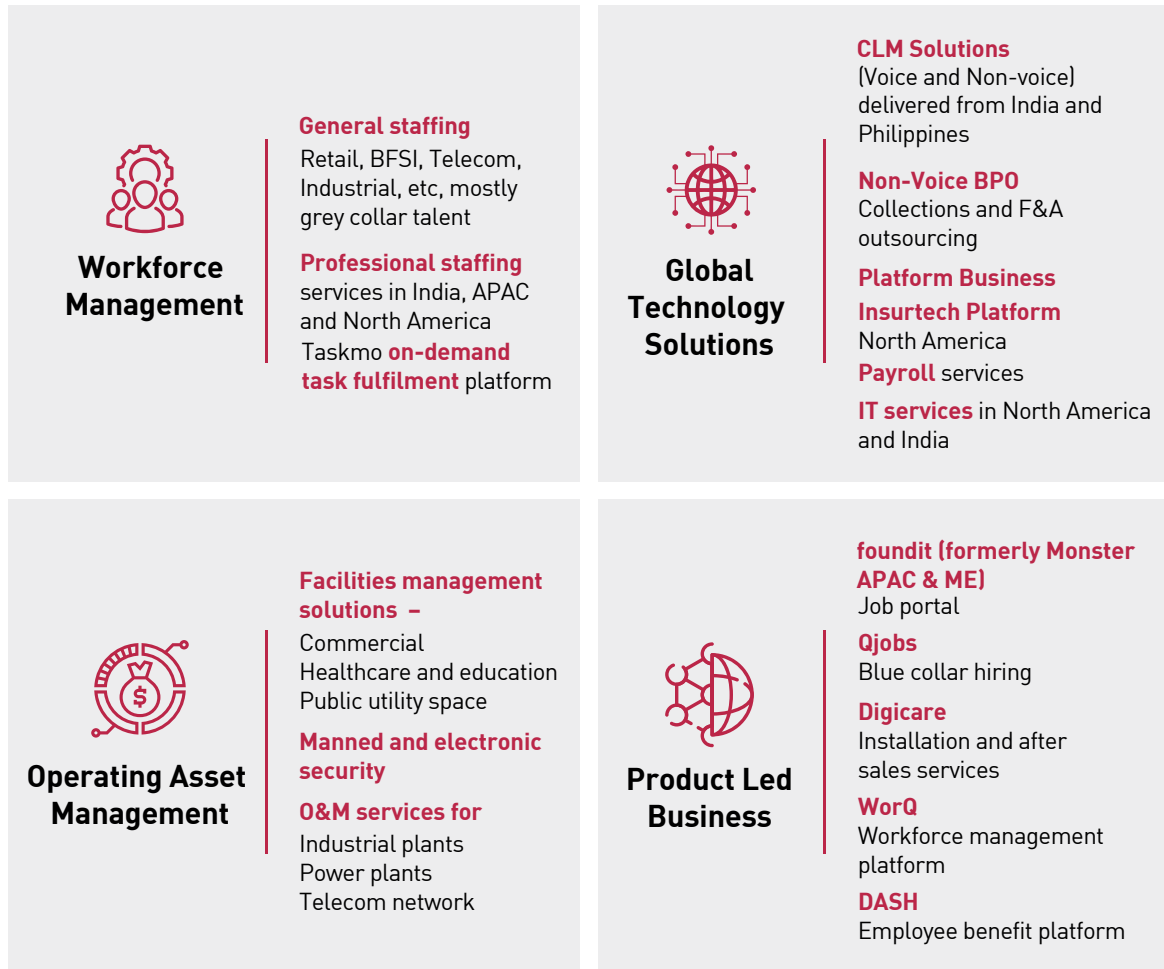 Workforce
Management
General staffing
Retail, BFSI, Telecom,
Industrial, etc, mostly
grey collar talent
Professional staffing
services in India, APAC
and North America
Taskmo on-demand
task fulfilment platform
Global
Technology
Solutions
CLM Solutions
(Voice and Non-voice)
delivered from India and
Philippines
Non-Voice BPO
Collections and F&A
outsourcing
Platform Business
Insurtech Platform
North America
Payroll services
IT services in North America
and India
Operating Asset
Management
Facilities management
solutions –
Commercial
Healthcare and education
Public utility space
Manned and electronic
security
O&M services for
Industrial plants
Power plants
Telecom network
Product Led
Business
foundit (formerly Monster
APAC & ME)
Job portal
Qjobs
Blue collar hiring
Digicare
Installation and after
sales services
WorQ
Workforce management
platform
DASH
Employee benefit platform